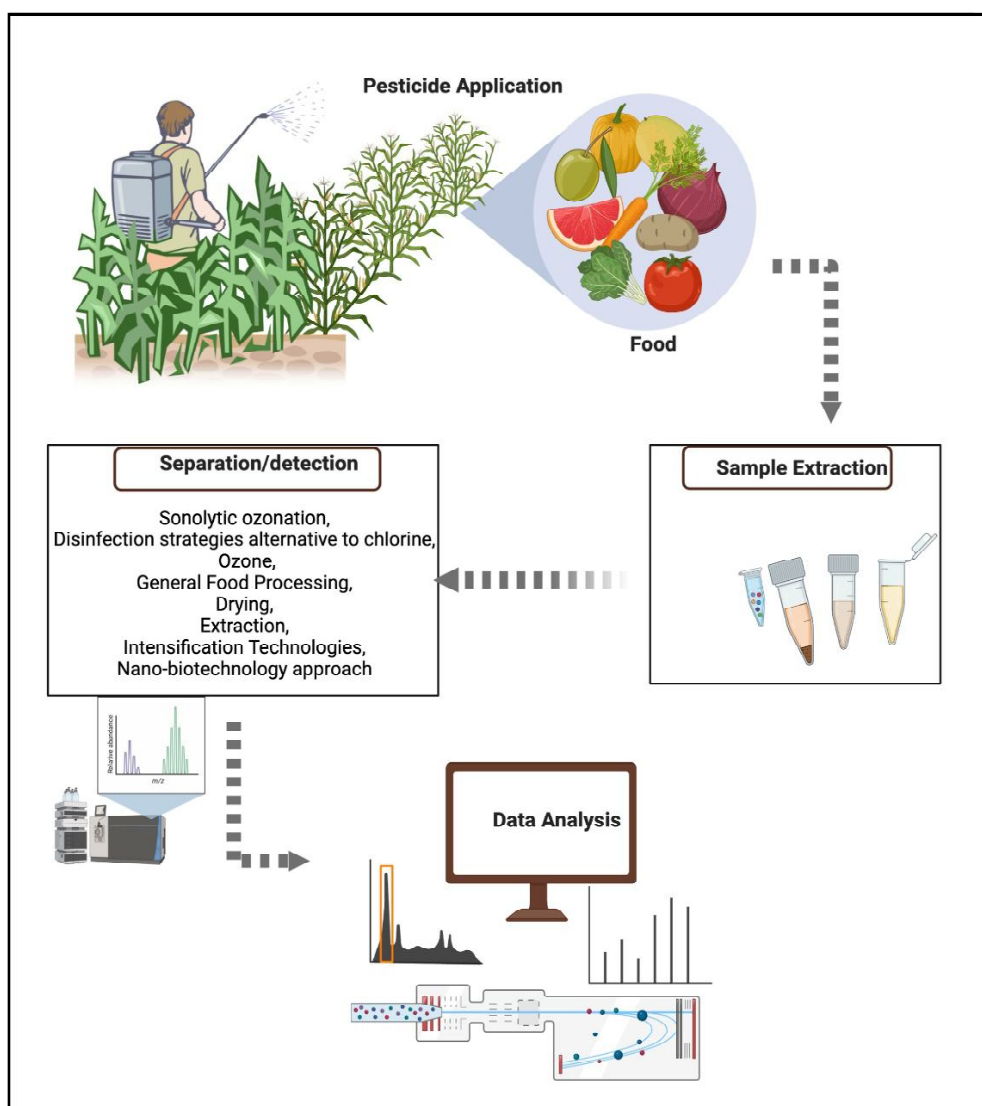 Pesticide Application
Food
Separation/detection
Sonolytic ozonation,
Disinfection strategies alternative to chlorine,
Ozone,
General Food Processing,
Drying,
Extraction,
Intensification Technologies,
Nano-biotechnology approach
Sample Extraction
Relative abundance
m/z
Data Analysis